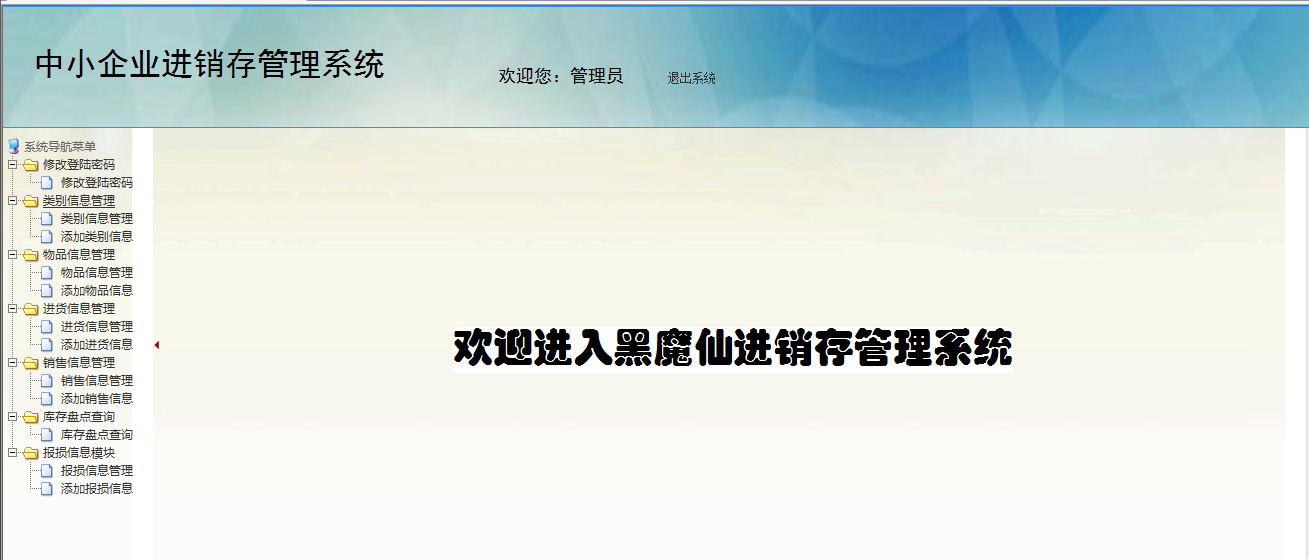 中小企业进销存管理系统
欢迎您：管理员
退出系统
系统导航菜单
修改登陆密码
修改登陆密码
类别信息管理
类别信息管理
添加类别信息
物品信息管理
物品信息管理
添加物品信息
进货信息管理
进货信息管理
添加进货信息
销售信息管理
销售信息管理
添加销售信息
库存盘点查询
库存盘点查询
报损信息模块
报损信息管理
添加报损信息
欢迎进入黑魔仙进销存管理系统